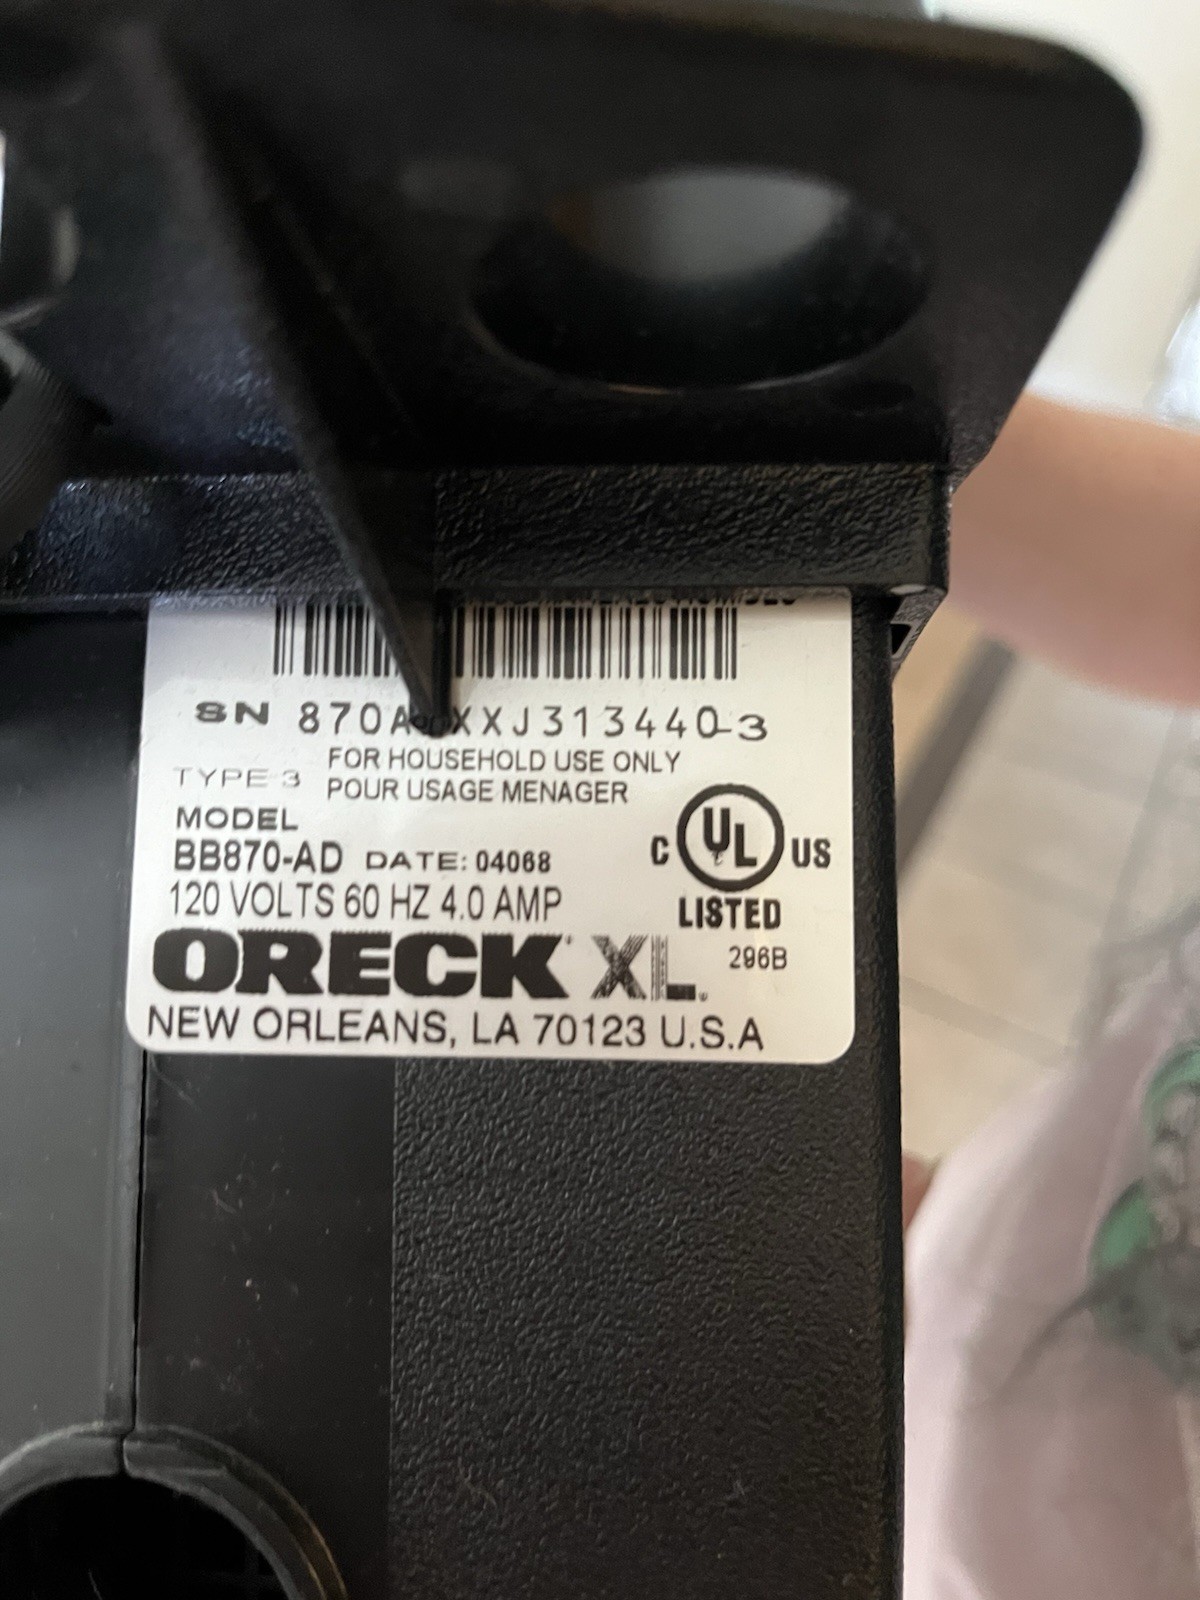 SN 870A XXJ313440-3
FOR HOUSEHOLD USE ONLY
TYPE 3
POUR USAGE MENAGER
MODEL
BB870-AD DATE: 04068
120 VOLTS 60 HZ 4.0 AMP
C UL US
LISTED
296B
ORECK XL
NEW ORLEANS, LA 70123 U.S.A